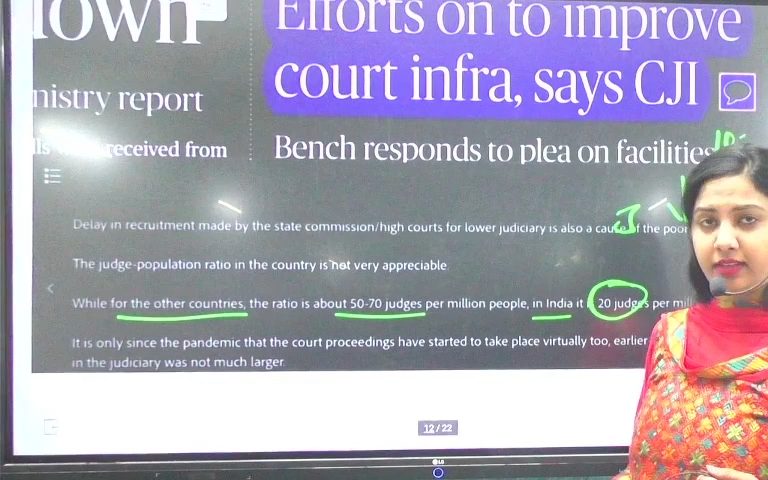 Efforts on to improve
court infra, says CJI
nistry report
received from
Bench responds to plea on facilities
Delay in recruitment made by the state commission/high courts for lower judiciary is also a cause of the poor
The judge-population ratio in the country is not very appreciable
While for the other countries, the ratio is about 50-70 judges per million people, in India it 20 judges per mil
It is only since the pandemic that the court proceedings have started to take place virtually too, earlier
in the judiciary was not much larger.
12 / 22
LG